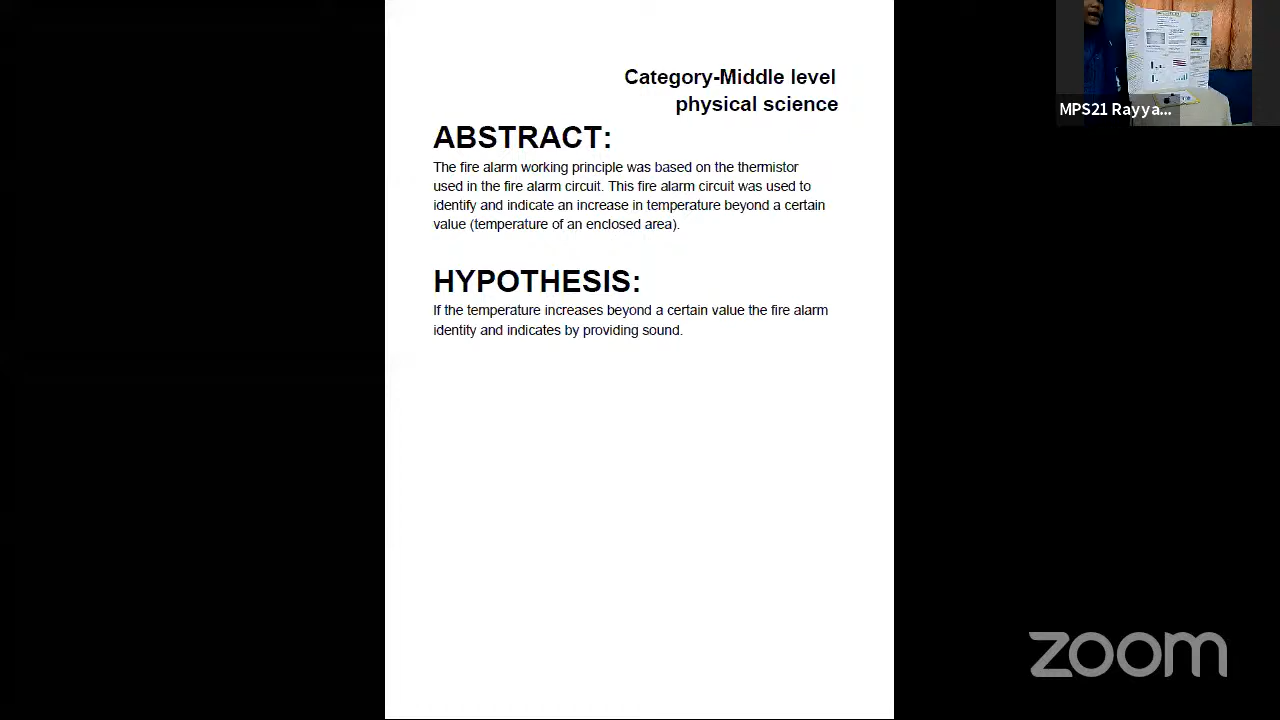 Category-Middle level
physical science
ABSTRACT:
The fire alarm working principle was based on the thermistor
used in the fire alarm circuit. This fire alarm circuit was used to
identify and indicate an increase in temperature beyond a certain
value (temperature of an enclosed area).
HYPOTHESIS:
If the temperature increases beyond a certain value the fire alarm
identity and indicates by providing sound.
MPS21 Rayya...
zoom